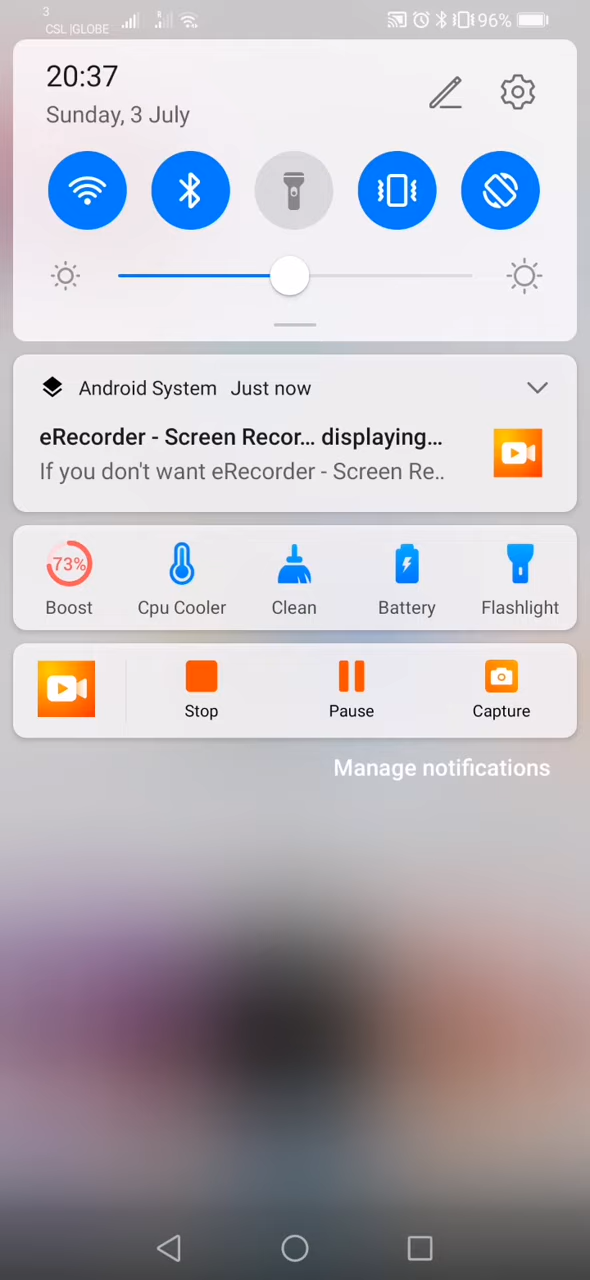 3
CSL |GLOBE
R
96%
20:37
Sunday, 3 July
Android System Just now
eRecorder - Screen Recor... displaying...
If you don't want eRecorder - Screen Re..
73%
Boost
Cpu Cooler
Clean
Battery
Flashlight
Stop
Pause
Capture
Manage notifications